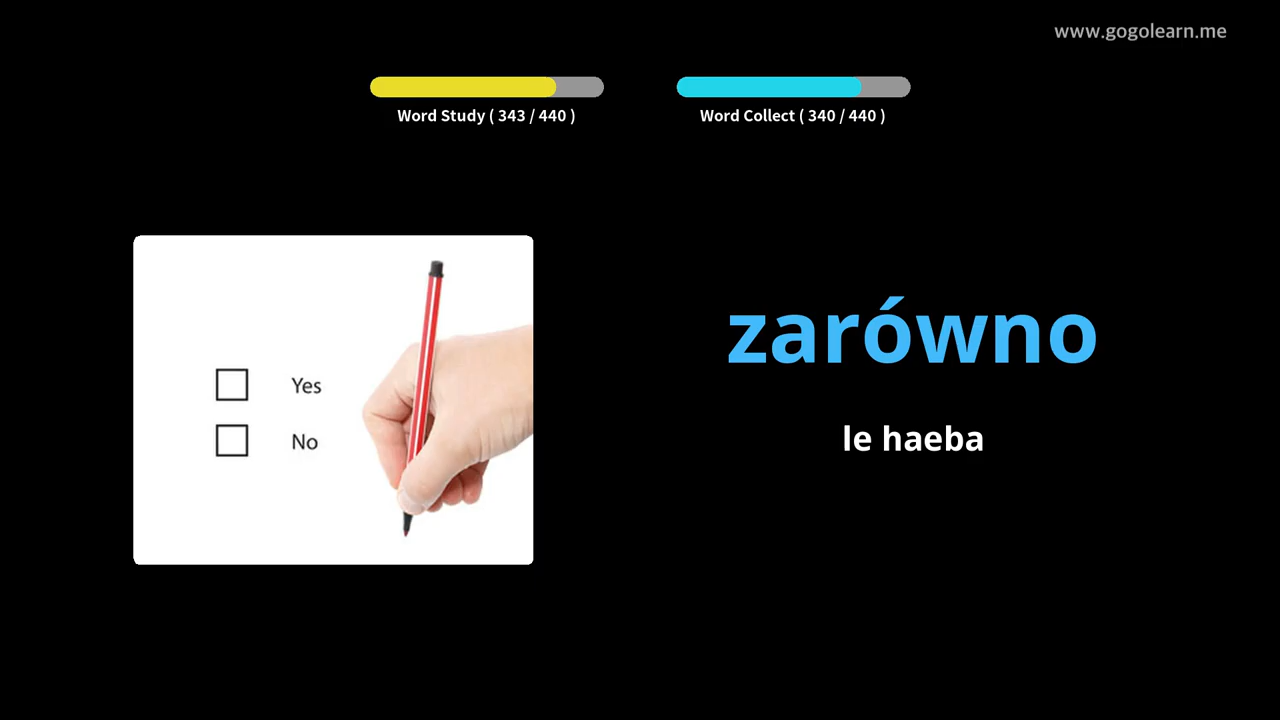 www.gogolearn.me
Word Study ( 343 / 440 )
Word Collect ( 340 / 440 )
Yes
No
zarówno
le haeba